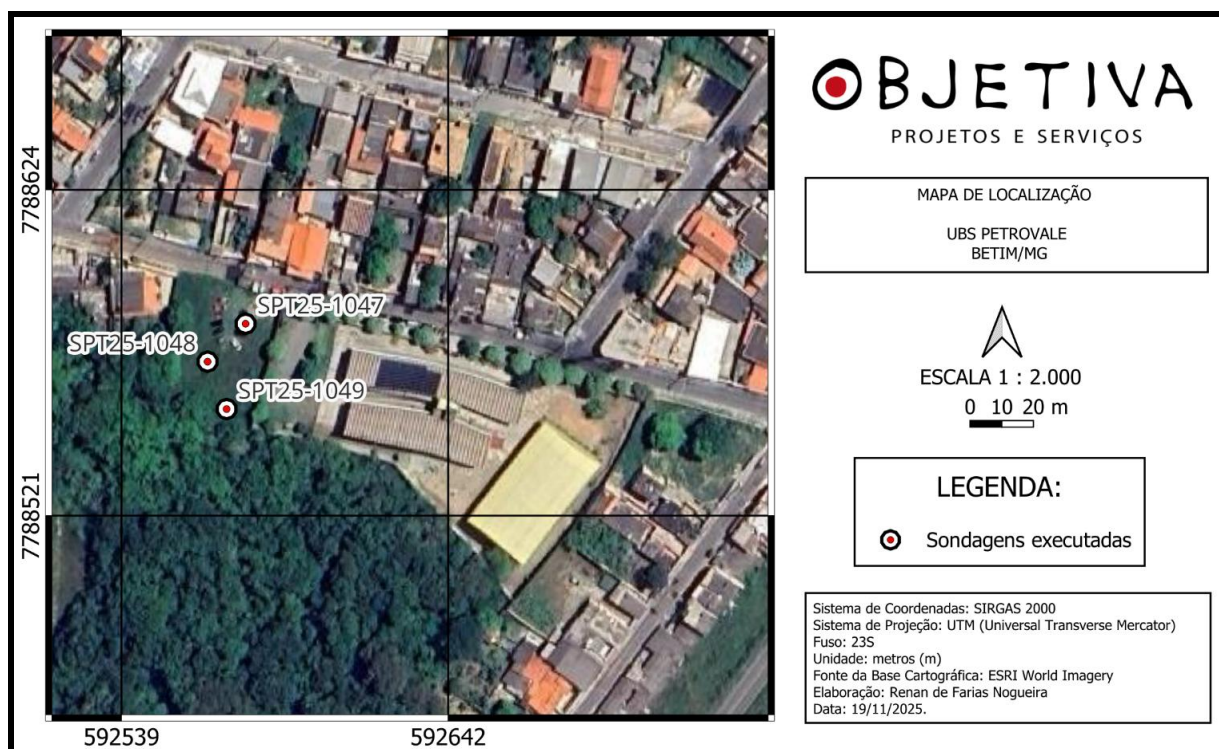 OBJETIVA
PROJETOS E SERVIÇOS
MAPA DE LOCALIZAÇÃO
UBS PETROVALE
BETIM/MG
ESCALA 1 : 2.000
0 10 20 m
LEGENDA:
Sondagens executadas
Sistema de Coordenadas: SIRGAS 2000
Sistema de Projeção: UTM (Universal Transverse Mercator)
Fuso: 23S
Unidade: metros (m)
Fonte da Base Cartográfica: ESRI World Imagery
Elaboração: Renan de Farias Nogueira
Data: 19/11/2025.
7788624
SPT25-1047
SPT25-1048
SPT25-1049
7788521
592539
592642